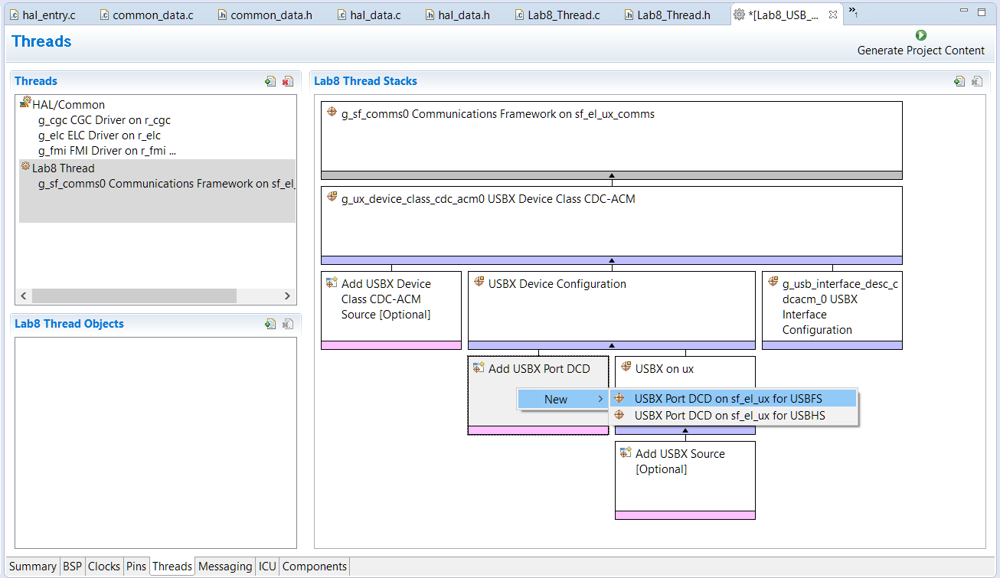 hal_entry.c
common_data.c
common_data.h
hal_data.c
hal_data.h
Lab8_Thread.c
Lab8_Thread.h
*[Lab8_USB_...
»1
Threads
Generate Project Content
Threads
HAL/Common
g_cgc CGC Driver on r_cgc
g_elc ELC Driver on r_elc
g_fmi FMI Driver on r_fmi ...
Lab8 Thread
g_sf_comms0 Communications Framework on sf_el_
Lab8 Thread Objects
Lab8 Thread Stacks
g_sf_comms0 Communications Framework on sf_el_ux_comms
g_ux_device_class_cdc_acm0 USBX Device Class CDC-ACM
Add USBX Device
Class CDC-ACM
Source [Optional]
USBX Device Configuration
g_usb_interface_desc_c
dcacm_0 USBX
Interface
Configuration
Add USBX Port DCD
USBX on ux
New
USBX Port DCD on sf_el_ux for USBFS
USBX Port DCD on sf_el_ux for USBHS
Add USBX Source
[Optional]
Summary
BSP
Clocks
Pins
Threads
Messaging
ICU
Components